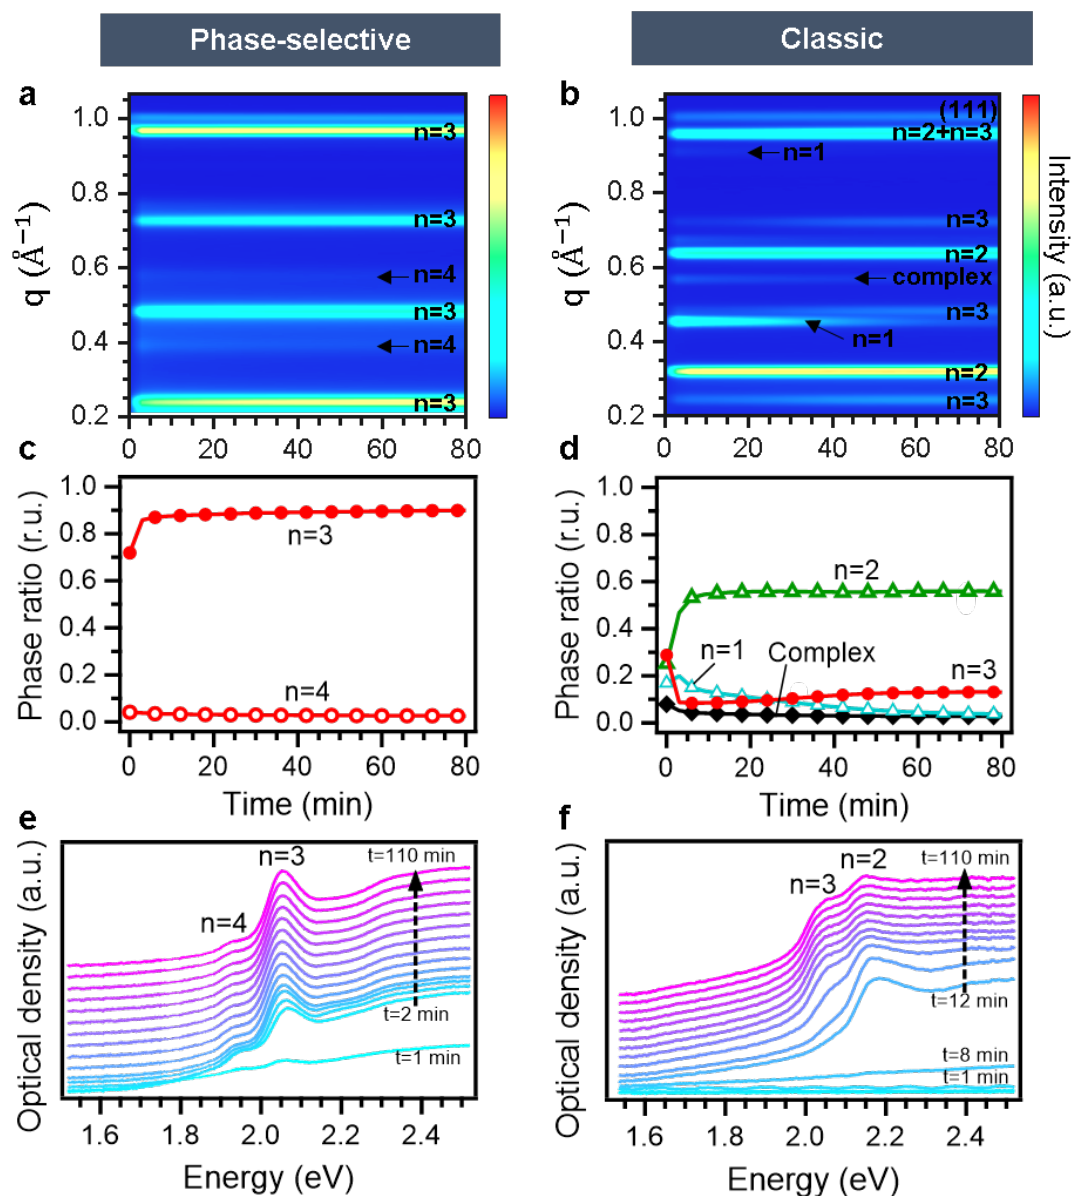 Phase-selective
Classic
a
q (Å⁻¹)
1.0
0.8
0.6
0.4
0.2
n=3
n=3
n=4
n=3
n=4
n=3
0 20 40 60 80
b
q (Å⁻¹)
1.0
0.8
0.6
0.4
0.2
(111)
n=2+n=3
n=1
n=3
n=2
complex
n=3
n=1
n=2
n=3
0 20 40 60 80
Intensity (a.u.)
c
Phase ratio (r.u.)
1.0
0.8
0.6
0.4
0.2
0.0
n=3
n=4
0 20 40 60 80
Time (min)
d
Phase ratio (r.u.)
1.0
0.8
0.6
0.4
0.2
0.0
n=2
n=1
Complex
n=3
0 20 40 60 80
Time (min)
e
Optical density (a.u.)
n=3
n=4
t=110 min
t=2 min
t=1 min
1.6 1.8 2.0 2.2 2.4
Energy (eV)
f
Optical density (a.u.)
n=2
n=3
t=110 min
t=12 min
t=8 min
t=1 min
1.6 1.8 2.0 2.2 2.4
Energy (eV)